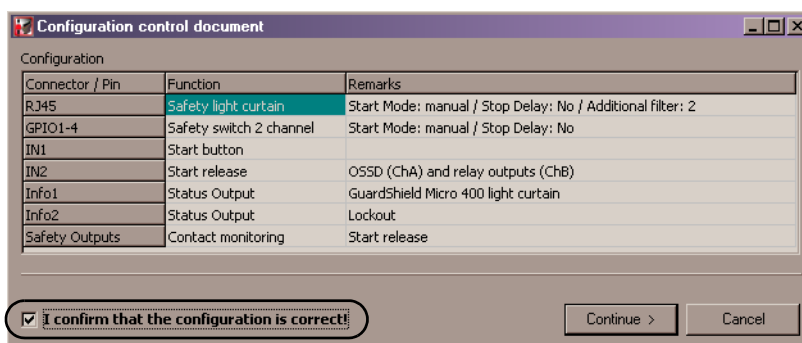 Configuration control document
Configuration
Connector / Pin Function Remarks
RJ45 Safety light curtain Start Mode: manual / Stop Delay: No / Additional filter: 2
GPIO1-4 Safety switch 2 channel Start Mode: manual / Stop Delay: No
IN1 Start button
IN2 Start release OSSD (ChA) and relay outputs (ChB)
Info1 Status Output GuardShield Micro 400 light curtain
Info2 Status Output Lockout
Safety Outputs Contact monitoring Start release
I confirm that the configuration is correct!
Continue > Cancel